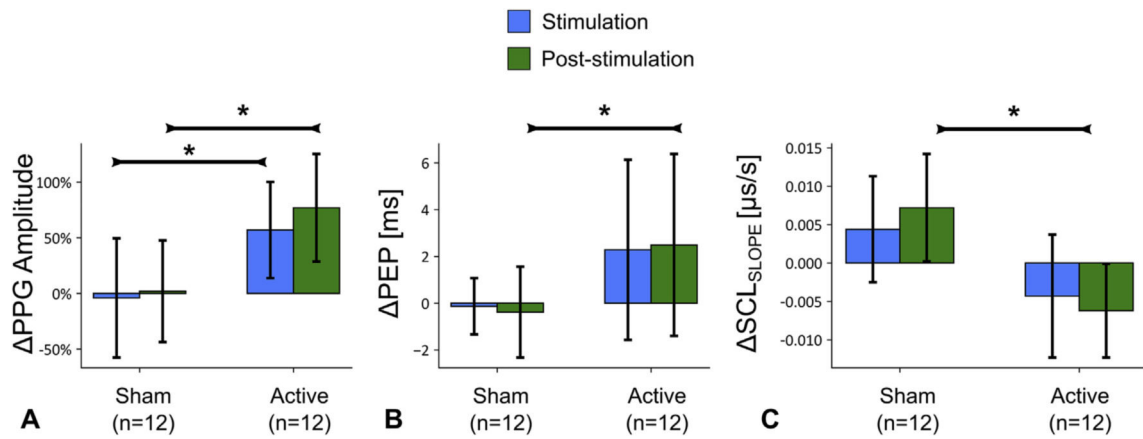 Stimulation
Post-stimulation
*
*
ΔPPG Amplitude
100%
50%
0%
-50%
Sham
(n=12)
Active
(n=12)
A
*
ΔPEP [ms]
6
4
2
0
−2
Sham
(n=12)
Active
(n=12)
B
*
ΔSCLSLOPE [µs/s]
0.015
0.010
0.005
0.000
-0.005
-0.010
Sham
(n=12)
Active
(n=12)
C